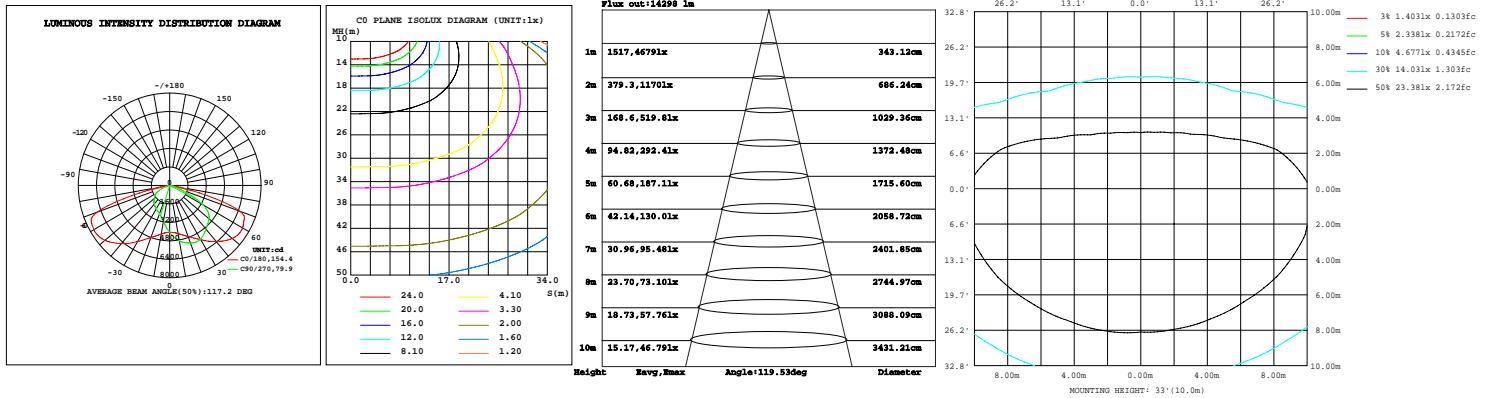 LUMINOUS INTENSITY DISTRIBUTION DIAGRAM
-/+180
-150 150
-120 120
-90 90
0
1600
3200
4800
6400
8000
60
-30 30
0
UNIT:cd
C0/180,154.4
C90/270,79.9
AVERAGE BEAM ANGLE(50%):117.2 DEG
C0 PLANE ISOLUX DIAGRAM (UNIT:lx)
MH(m)
10
14
18
22
26
30
34
38
42
46
50
0.0 17.0 34.0
S(m)
24.0 4.10
20.0 3.30
16.0 2.00
12.0 1.60
8.10 1.20
Flux out:14298 lm
1m 1517,4679lx 343.12cm
2m 379.3,1170lx 686.24cm
3m 168.6,519.8lx 1029.36cm
4m 94.82,292.4lx 1372.48cm
5m 60.68,187.1lx 1715.60cm
6m 42.14,130.0lx 2058.72cm
7m 30.96,95.48lx 2401.85cm
8m 23.70,73.10lx 2744.97cm
9m 18.73,57.76lx 3088.09cm
10m 15.17,46.79lx 3431.21cm
Height Eavg,Emax Angle:119.53deg Diameter
26.2' 13.1' 0.0' 13.1' 26.2'
32.8' 10.00m
26.2' 8.00m
19.7' 6.00m
13.1' 4.00m
6.6' 2.00m
0.0' 0.00m
6.6' 2.00m
13.1' 4.00m
19.7' 6.00m
26.2' 8.00m
32.8' 10.00m
8.00m 4.00m 0.00m 4.00m 8.00m
MOUNTING HEIGHT: 33'(10.0m)
3% 1.403lx 0.1303fc
5% 2.338lx 0.2172fc
10% 4.677lx 0.4345fc
30% 14.03lx 1.303fc
50% 23.38lx 2.172fc